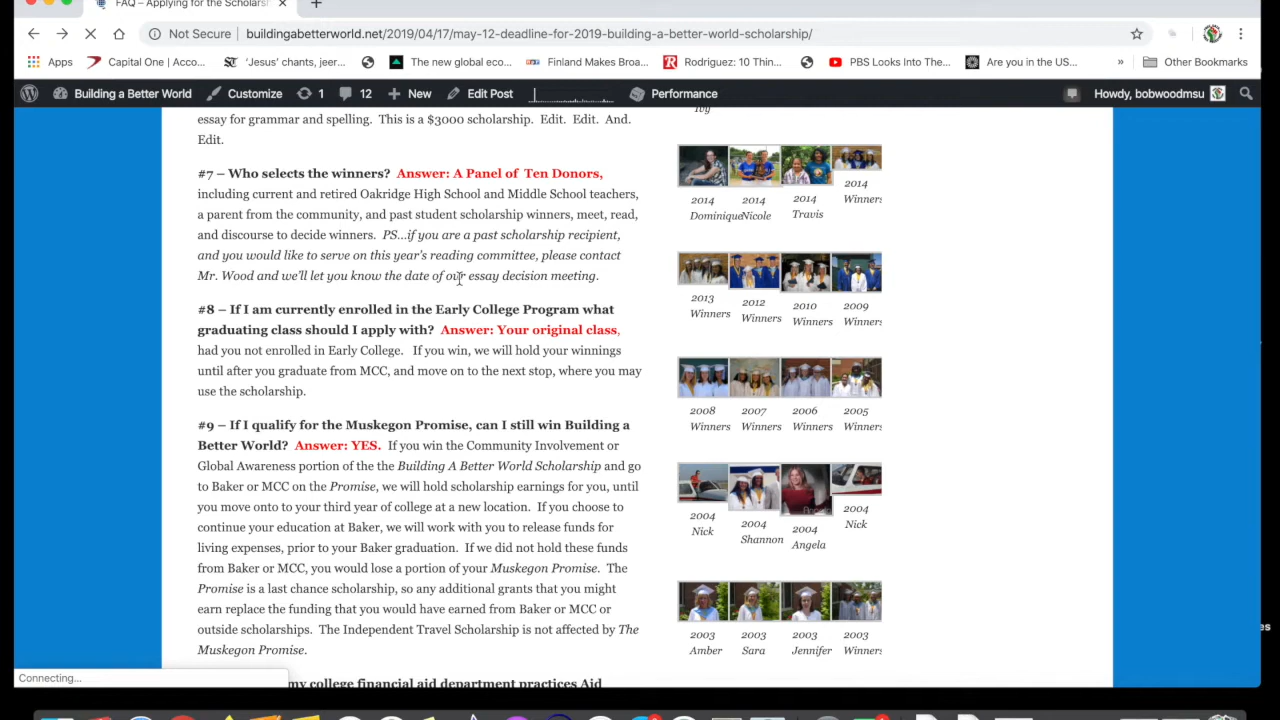 FAQ – Applying for the Scholarsh
Not Secure
buildingabetterworld.net/2019/04/17/may-12-deadline-for-2019-building-a-better-world-scholarship/
Apps
Capital One | Acco...
'Jesus' chants, jeer...
The new global eco...
Finland Makes Broa...
Rodriguez: 10 Thin...
PBS Looks Into The...
Are you in the US...
»
Other Bookmarks
Building a Better World
Customize
1
12
New
Edit Post
Performance
Howdy, bobwoodmsu
essay for grammar and spelling. This is a $3000 scholarship. Edit. Edit. And.
Edit.
#7 – Who selects the winners? Answer: A Panel of Ten Donors,
including current and retired Oakridge High School and Middle School teachers,
a parent from the community, and past student scholarship winners, meet, read,
and discourse to decide winners. PS...if you are a past scholarship recipient,
and you would like to serve on this year's reading committee, please contact
Mr. Wood and we'll let you know the date of our essay decision meeting.
#8 – If I am currently enrolled in the Early College Program what
graduating class should I apply with? Answer: Your original class,
had you not enrolled in Early College. If you win, we will hold your winnings
until after you graduate from MCC, and move on to the next stop, where you may
use the scholarship.
#9 – If I qualify for the Muskegon Promise, can I still win Building a
Better World? Answer: YES. If you win the Community Involvement or
Global Awareness portion of the the Building A Better World Scholarship and go
to Baker or MCC on the Promise, we will hold scholarship earnings for you, until
you move onto to your third year of college at a new location. If you choose to
continue your education at Baker, we will work with you to release funds for
living expenses, prior to your Baker graduation. If we did not hold these funds
from Baker or MCC, you would lose a portion of your Muskegon Promise. The
Promise is a last chance scholarship, so any additional grants that you might
earn replace the funding that you would have earned from Baker or MCC or
outside scholarships. The Independent Travel Scholarship is not affected by The
Muskegon Promise.
my college financial aid department practices Aid
Ivy
2014 Dominique
2014 Nicole
2014 Travis
2014 Winners
2013 Winners
2012 Winners
2010 Winners
2009 Winners
2008 Winners
2007 Winners
2006 Winners
2005 Winners
2004 Nick
2004 Shannon
2004 Angela
2004 Nick
2003 Amber
2003 Sara
2003 Jennifer
2003 Winners
Connecting...
es